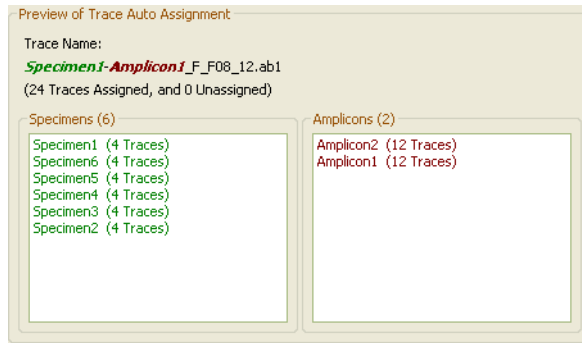 Preview of Trace Auto Assignment
Trace Name:
Specimen1-Amplicon1_F_F08_12.ab1
(24 Traces Assigned, and 0 Unassigned)
Specimens (6)
Specimen1 (4 Traces)
Specimen6 (4 Traces)
Specimen5 (4 Traces)
Specimen4 (4 Traces)
Specimen3 (4 Traces)
Specimen2 (4 Traces)
Amplicons (2)
Amplicon2 (12 Traces)
Amplicon1 (12 Traces)